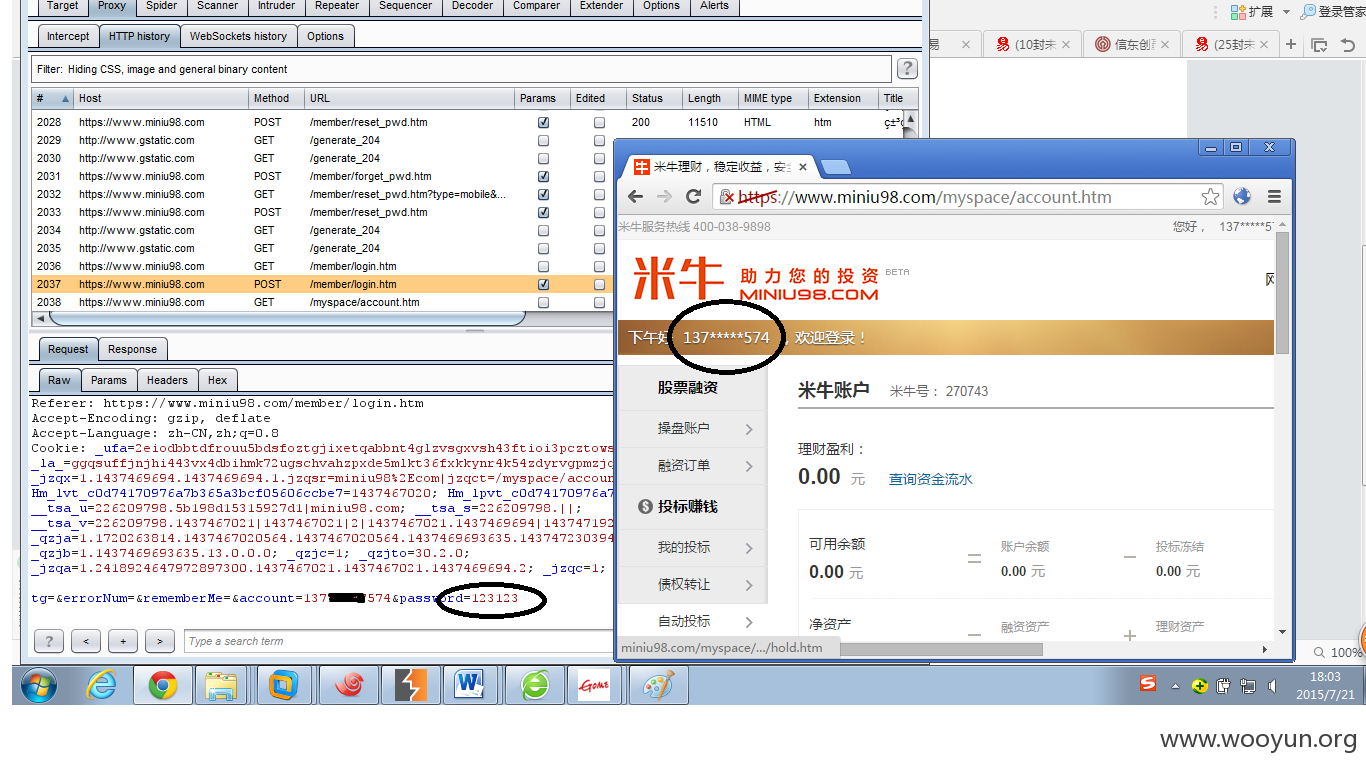 Target Proxy Spider Scanner Intruder Repeater Sequencer Decoder Comparer Extender Options Alerts
Intercept HTTP history WebSockets history Options
Filter: Hiding CSS, image and general binary content
?
# Host Method URL Params Edited Status Length MIME type Extension Title
2028 https://www.miniu98.com POST /member/reset_pwd.htm 200 11510 HTML htm
2029 http://www.gstatic.com GET /generate_204
2030 http://www.gstatic.com GET /generate_204
2031 https://www.miniu98.com POST /member/forget_pwd.htm
2032 https://www.miniu98.com GET /member/reset_pwd.htm?type=mobile&...
2033 https://www.miniu98.com POST /member/reset_pwd.htm
2034 http://www.gstatic.com GET /generate_204
2035 http://www.gstatic.com GET /generate_204
2036 https://www.miniu98.com GET /member/login.htm
2037 https://www.miniu98.com POST /member/login.htm
2038 https://www.miniu98.com GET /myspace/account.htm
Request Response
Raw Params Headers Hex
Referer: https://www.miniu98.com/member/login.htm
Accept-Encoding: gzip, deflate
Accept-Language: zh-CN,zh;q=0.8
Cookie: _ufa=2eiodbbtdfrouu5bdsfoztgjixetqabbnt4glzvsgxvsh43ftioi3pcztows
_la_=ggqsuffjnjhi443vx4dbihmk72ugschvahzpxde5mlkt36fxkkynr4k54zdyrvgpmzjq
_jzqx=1.1437469694.1437469694.1.jzqsr=miniu98%2Ecom|jzqct=/myspace/accoun
Hm_lvt_c0d74170976a7b365a3bcf05606ccbe7=1437467020; Hm_lpvt_c0d74170976a7
__tsa_u=226209798.5b198d15315927d1|miniu98.com; __tsa_s=226209798.||;
__tsa_v=226209798.1437467021|1437467021|2|1437467021.1437469694|143747192
_qzja=1.1720263814.1437467020564.1437467020564.1437469693635.143747230394
_qzjb=1.1437469693635.13.0.0.0; _qzjc=1; _qzjto=30.2.0;
_jzqa=1.2418924647972897300.1437467021.1437467021.1437469694.2; _jzqc=1;
tg=&errorNum=&rememberMe=&account=137 574&password=123123
? < + > Type a search term
扩展 登录管家
易 (10封未 信东创 (25封未
米牛理财，稳定收益，安全
https://www.miniu98.com/myspace/account.htm
米牛服务热线 400-038-9898 您好， 137*****57
米牛 助力您的投资 BETA
MINIU98.COM
下午好 137*****574 ，欢迎登录！
股票融资
操盘账户
融资订单
投标赚钱
我的投标
债权转让
自动投标
米牛账户 米牛号： 270743
理财盈利：
0.00 元 查询资金流水
可用余额 账户余额 投标冻结
0.00 元 = 0.00 元 — 0.00 元
净资产 融资资产 理财资产
miniu98.com/myspace/.../hold.htm
100%
18:03
2015/7/21
www.wooyun.org